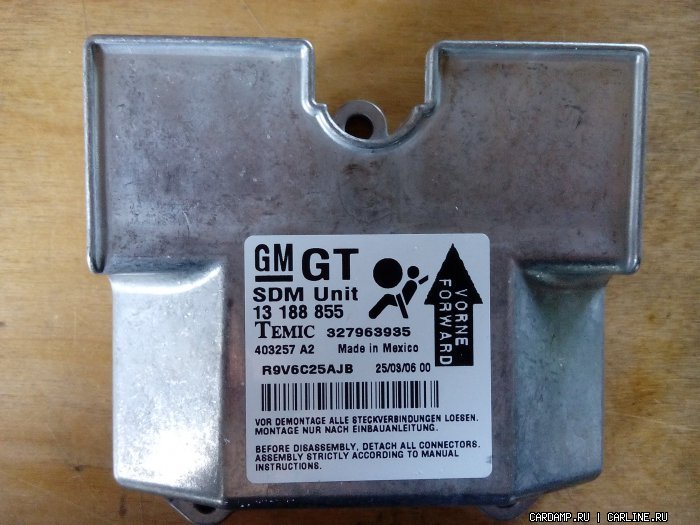 GM GT
SDM Unit
13 188 855
TEMIC 327963935
403257 A2 Made in Mexico
R9V6C25AJB 25/08/06 00
VORNE
FORWARD
VOR DEMONTAGE ALLE STECKVERBINDUNGEN LOESEN.
MONTAGE NUR NACH EINBAUANLEITUNG.
BEFORE DISASSEMBLY, DETACH ALL CONNECTORS.
ASSEMBLY STRICTLY ACCORDING TO MANUAL
INSTRUCTIONS.
CARDAMP.RU | CARLINE.RU